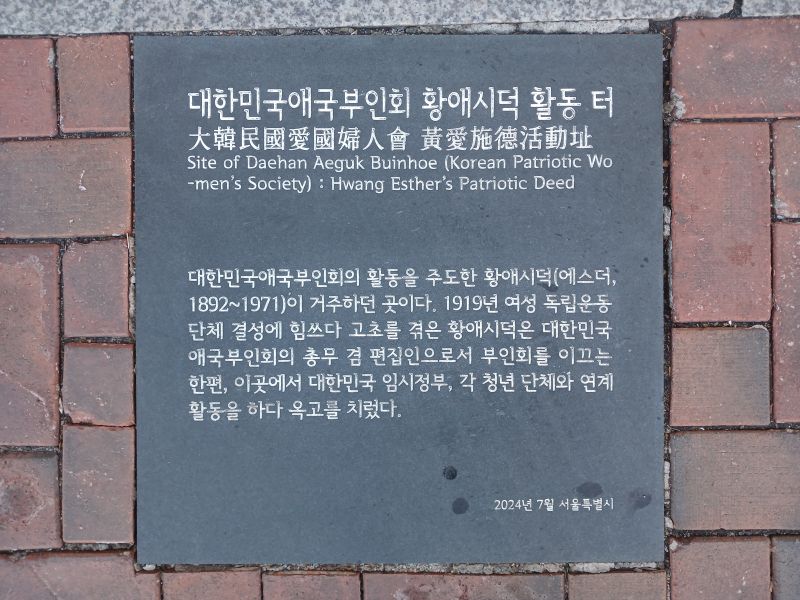 대한민국애국부인회 황애시덕 활동 터
大韓民國愛國婦人會 黃愛施德活動址
Site of Daehan Aeguk Buinhoe (Korean Patriotic Wo
-men's Society) : Hwang Esther's Patriotic Deed
대한민국애국부인회의 활동을 주도한 황애시덕(에스더,
1892~1971)이 거주하던 곳이다. 1919년 여성 독립운동
단체 결성에 힘쓰다 고초를 겪은 황애시덕은 대한민국
애국부인회의 총무 겸 편집인으로서 부인회를 이끄는
한편, 이곳에서 대한민국 임시정부, 각 청년 단체와 연계
활동을 하다 옥고를 치렀다.
2024년 7월 서울특별시